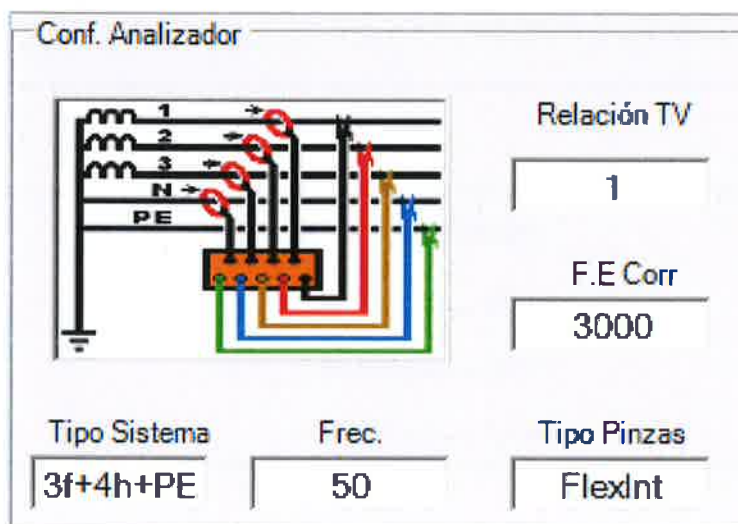 Conf. Analizador
1
2
3
N
PE
Relación TV
1
F.E Corr
3000
Tipo Sistema
Frec.
Tipo Pinzas
3f+4h+PE
50
FlexInt